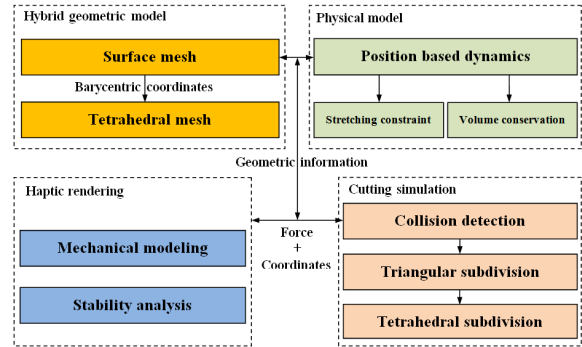 Hybrid geometric model
Surface mesh
Barycentric coordinates
Tetrahedral mesh
Physical model
Position based dynamics
Stretching constraint
Volume conservation
Geometric information
Haptic rendering
Mechanical modeling
Stability analysis
Force
+
Coordinates
Cutting simulation
Collision detection
Triangular subdivision
Tetrahedral subdivision